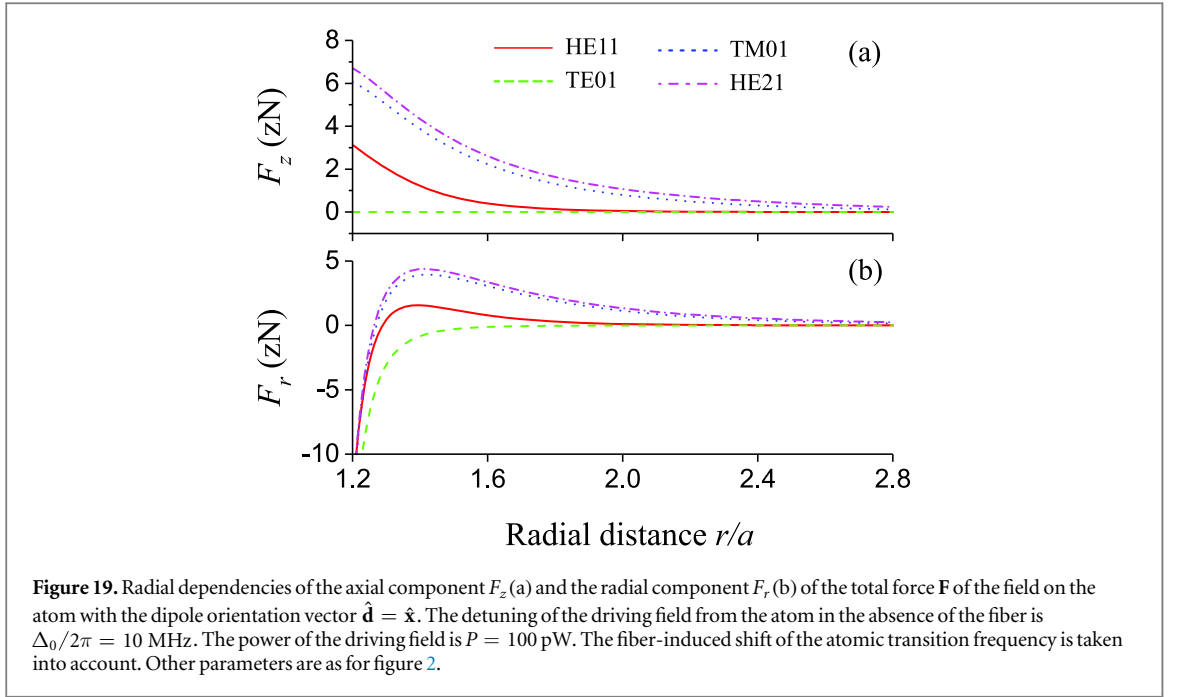 8
HE11
TM01
(a)
TE01
HE21
6
F_z (zN)
4
2
0
5
(b)
0
F_r (zN)
-5
-10
1.2 1.6 2.0 2.4 2.8
Radial distance r/a
Figure 19. Radial dependencies of the axial component F_z (a) and the radial component F_r (b) of the total force F of the field on the
atom with the dipole orientation vector d̂ = x̂. The detuning of the driving field from the atom in the absence of the fiber is
Δ₀/2π = 10 MHz. The power of the driving field is P = 100 pW. The fiber-induced shift of the atomic transition frequency is taken
into account. Other parameters are as for figure 2.